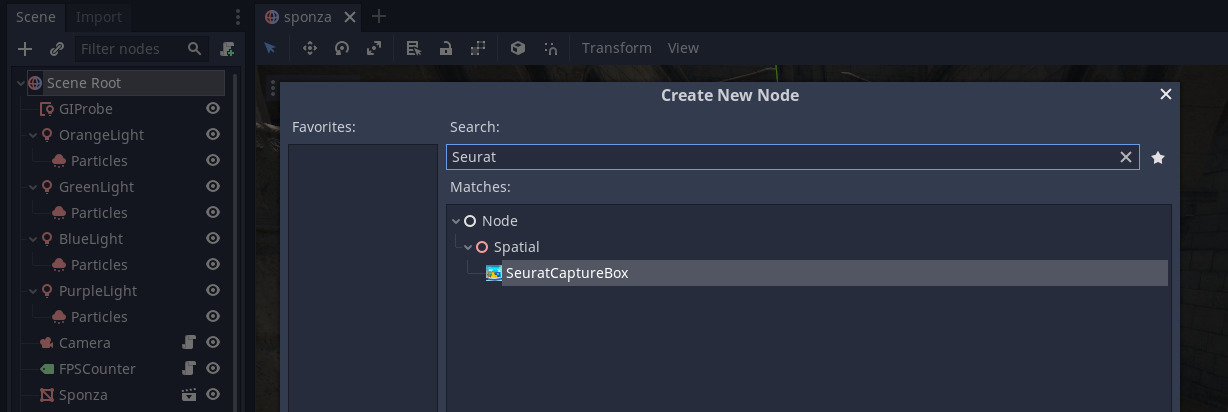 Scene Import
Filter nodes
Scene Root
GIProbe
OrangeLight
Particles
GreenLight
Particles
BlueLight
Particles
PurpleLight
Particles
Camera
FPSCounter
Sponza
sponza
Transform View
Create New Node
Favorites:
Search:
Seurat
Matches:
Node
Spatial
SeuratCaptureBox